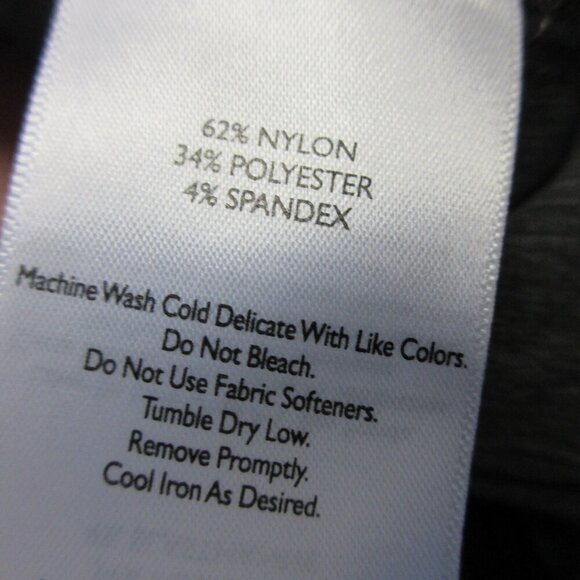 62% NYLON
34% POLYESTER
4% SPANDEX
Machine Wash Cold Delicate With Like Colors.
Do Not Bleach.
Do Not Use Fabric Softeners.
Tumble Dry Low.
Remove Promptly.
Cool Iron As Desired.